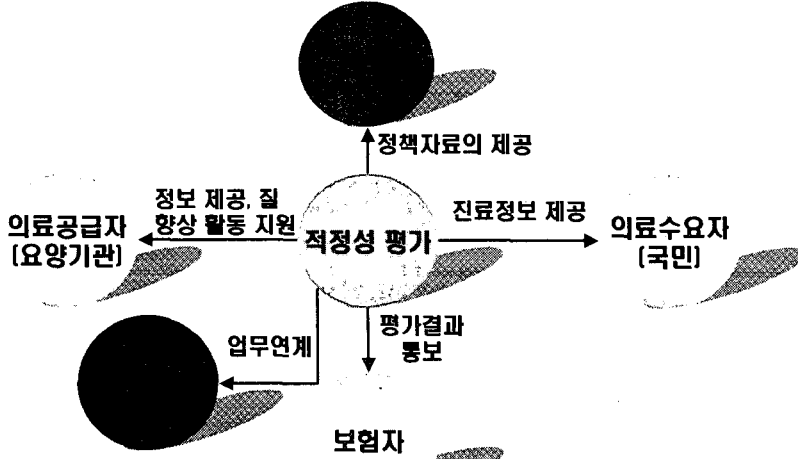 정책자료의 제공
정보 제공, 질
향상 활동 지원
의료공급자
(요양기관)
적정성 평가
진료정보 제공
의료수요자
(국민)
업무연계
평가결과
통보
보험자